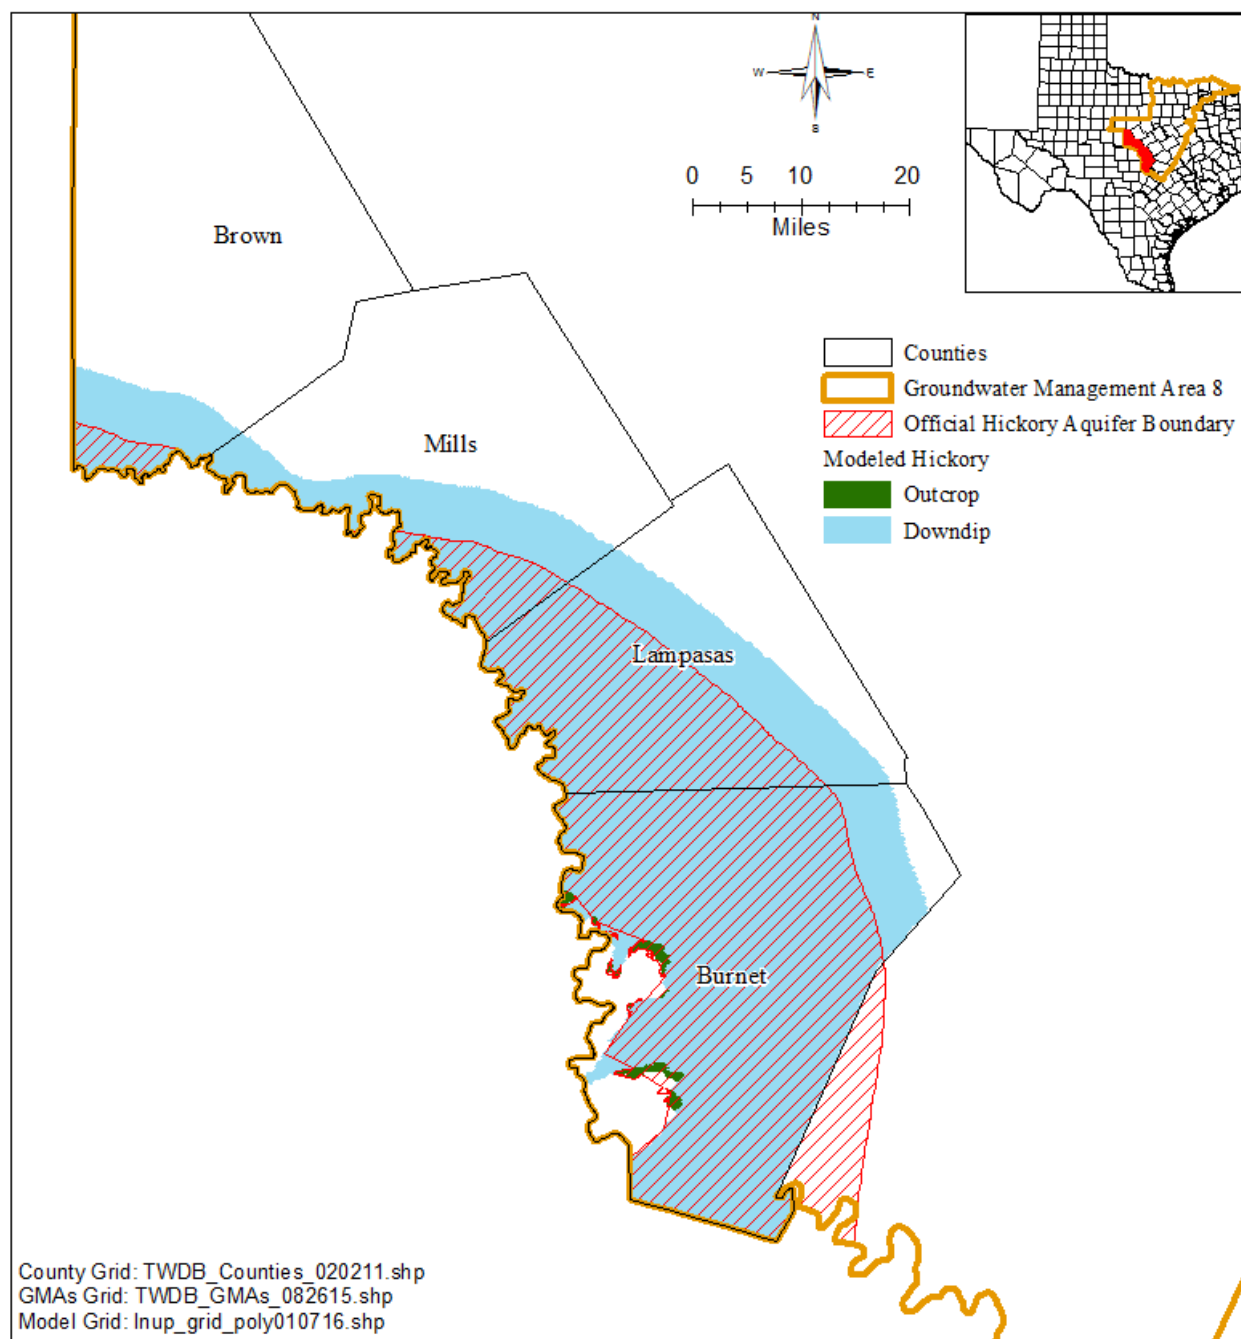 N
W E
S
0 5 10 20
Miles
Brown
Counties
Groundwater Management Area 8
Official Hickory Aquifer Boundary
Modeled Hickory
Outcrop
Downdip
Mills
Lampasas
Burnet
County Grid: TWDB_Counties_020211.shp
GMAs Grid: TWDB_GMAs_082615.shp
Model Grid: lnup_grid_poly010716.shp